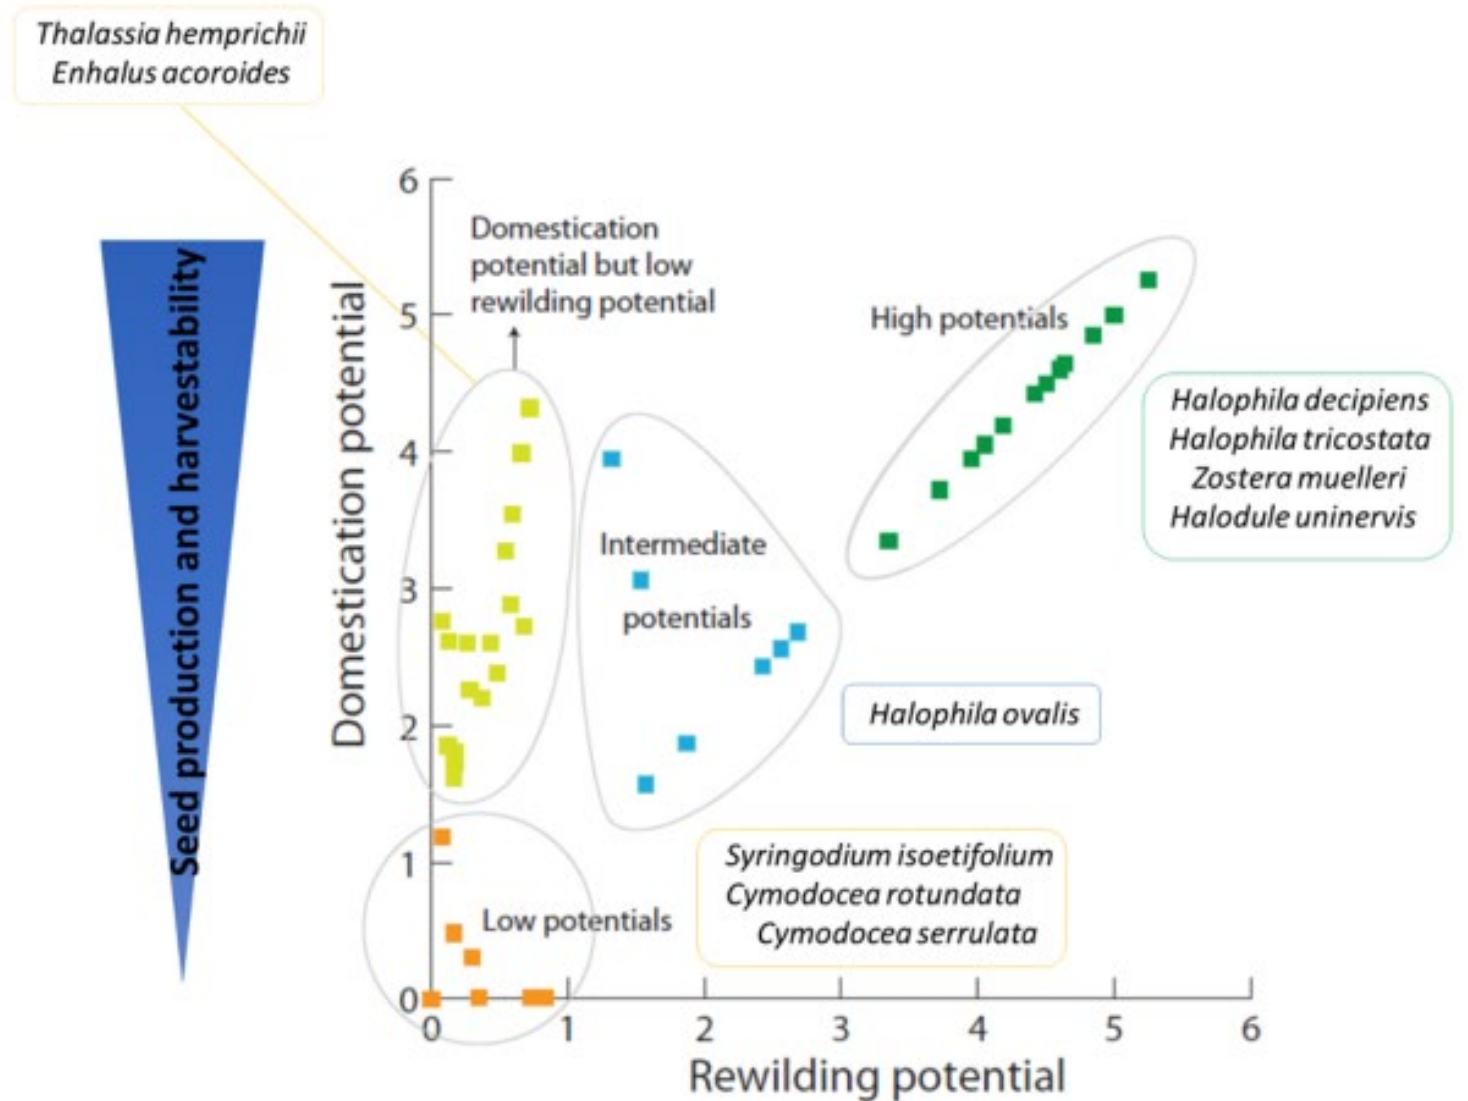 Thalassia hemprichii
Enhalus acoroides
Seed production and harvestability
Domestication potential
6
5
4
3
2
1
0
Domestication
potential but low
rewilding potential
High potentials
Halophila decipiens
Halophila tricostata
Zostera muelleri
Halodule uninervis
Intermediate
potentials
Halophila ovalis
Syringodium isoetifolium
Cymodocea rotundata
Cymodocea serrulata
Low potentials
0 1 2 3 4 5 6
Rewilding potential